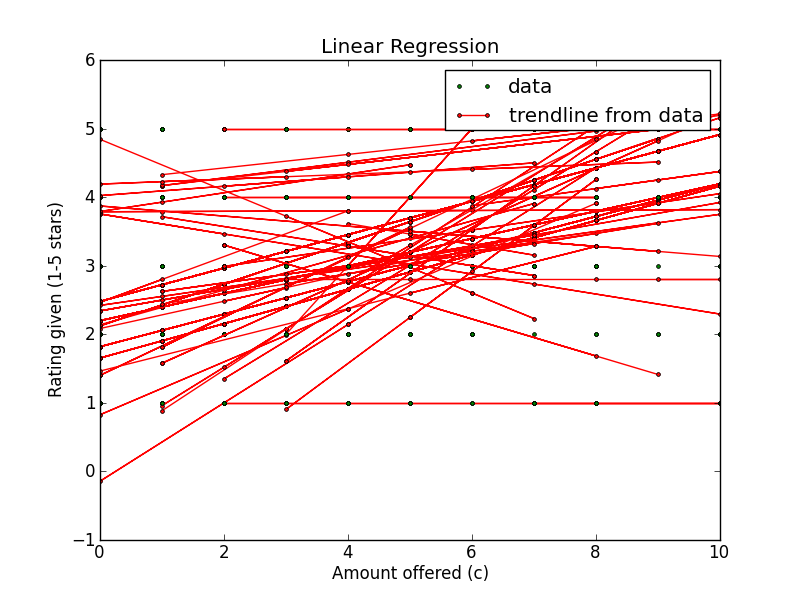 Linear Regression
data
trendline from data
6
5
4
3
2
1
0
−1
Rating given (1-5 stars)
0 2 4 6 8 10
Amount offered (c)